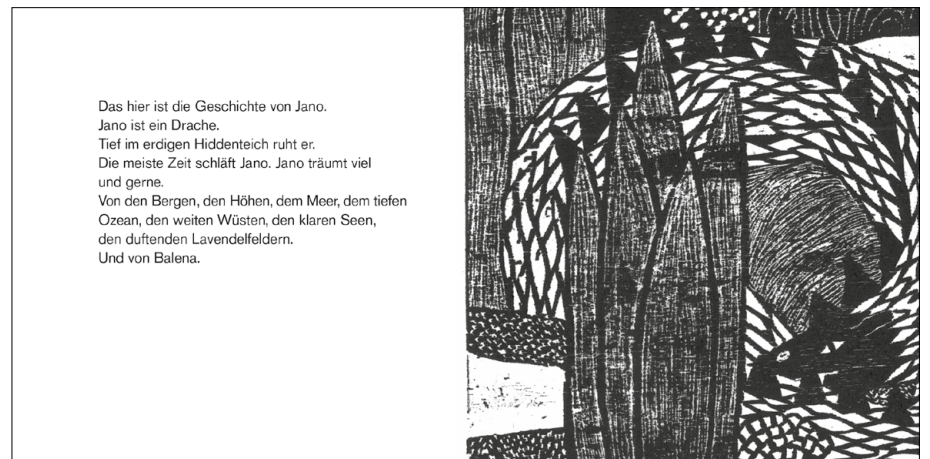 Das hier ist die Geschichte von Jano.
Jano ist ein Drache.
Tief im erdigen Hiddenteich ruht er.
Die meiste Zeit schläft Jano. Jano träumt viel
und gerne.
Von den Bergen, den Höhen, dem Meer, dem tiefen
Ozean, den weiten Wüsten, den klaren Seen,
den duftenden Lavendelfeldern.
Und von Balena.